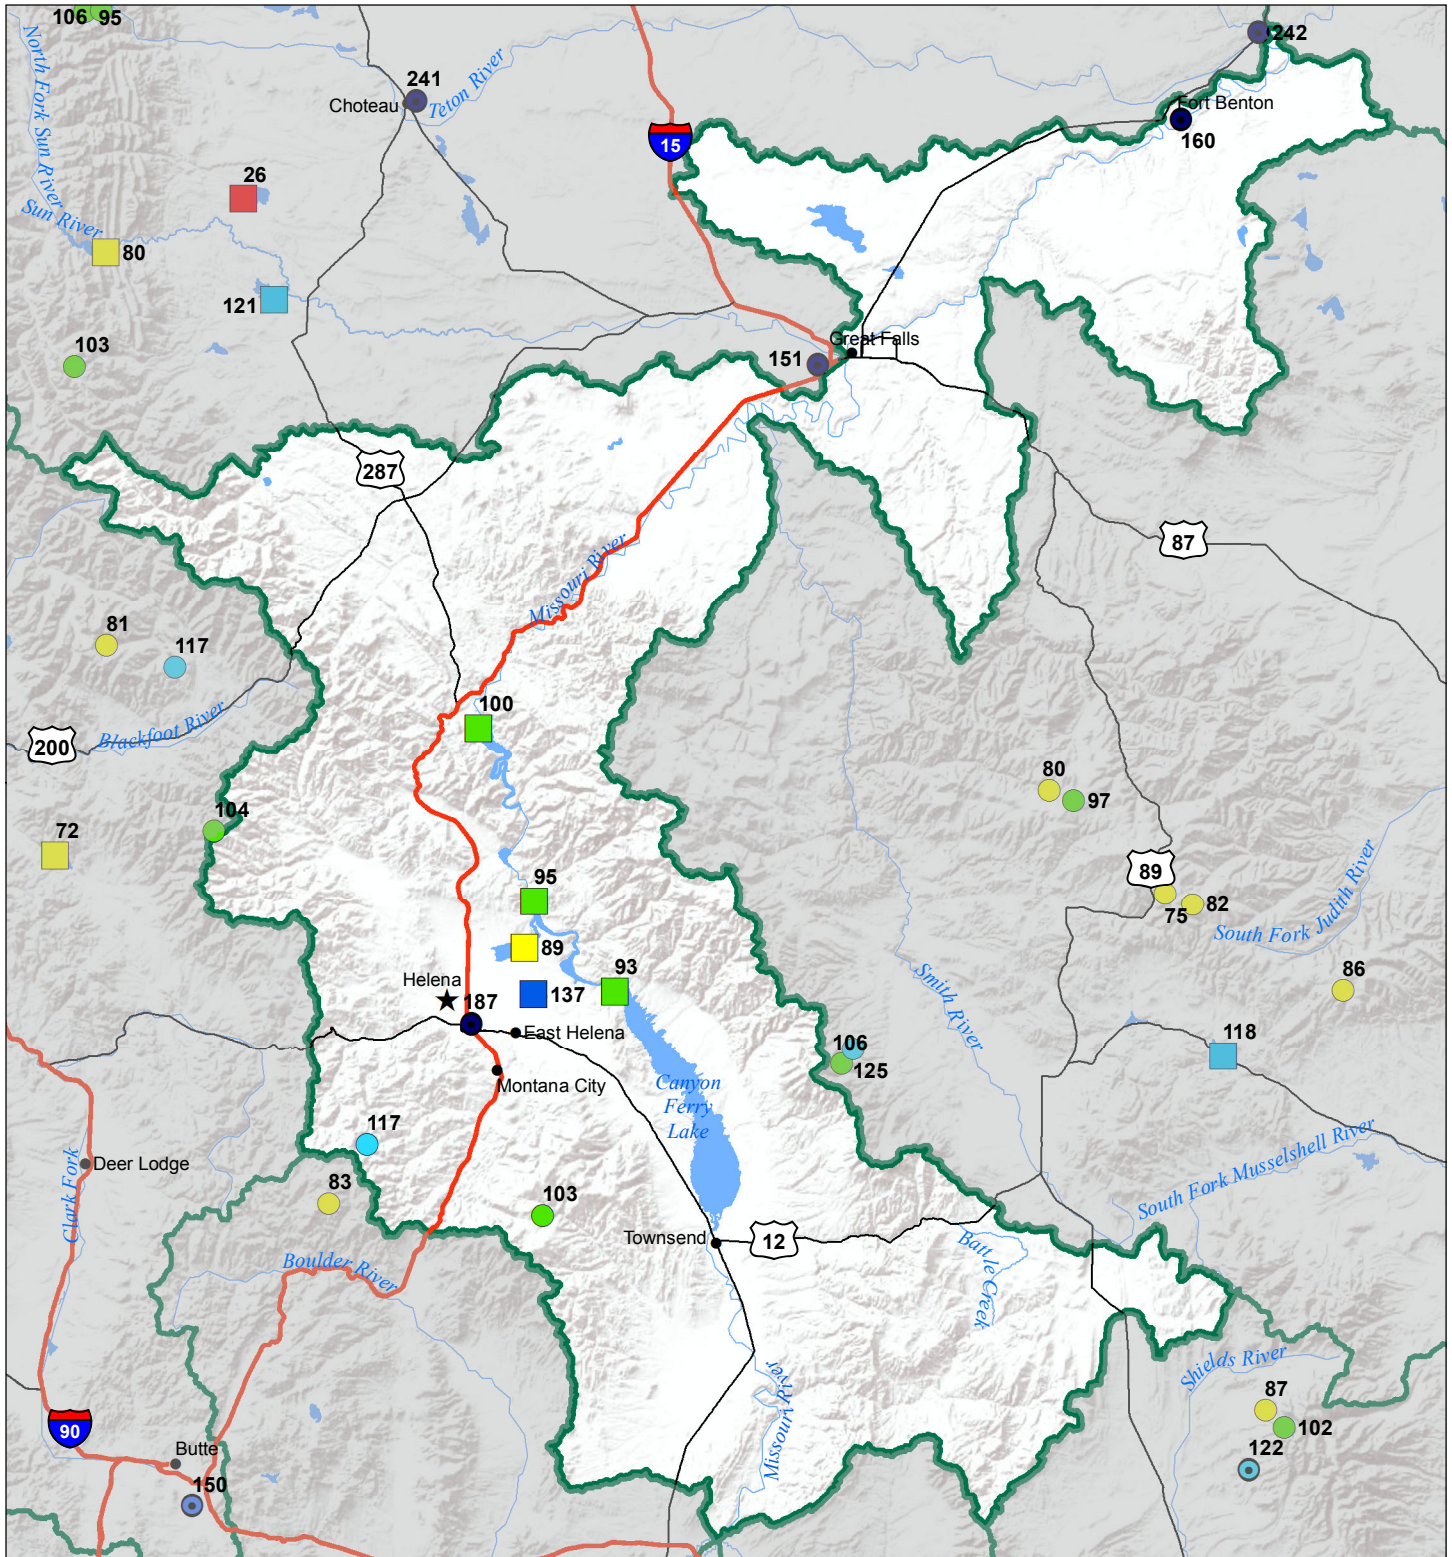 106
95
242
North Fork Sun River
241
Teton River
Choteau
Fort Benton
15
160
26
Sun River
80
121
103
151
Great Falls
287
87
Missouri River
81
117
100
Blackfoot River
200
80
97
104
72
89
95
75
82
South Fork Judith River
89
93
86
Helena
137
187
Smith River
East Helena
106
118
125
Montana City
Canyon
Ferry
Lake
117
Deer Lodge
Clark Fork
South Fork Musselshell River
83
103
Townsend
12
Battle Creek
Boulder River
Shields River
Missouri River
87
102
90
Butte
122
150